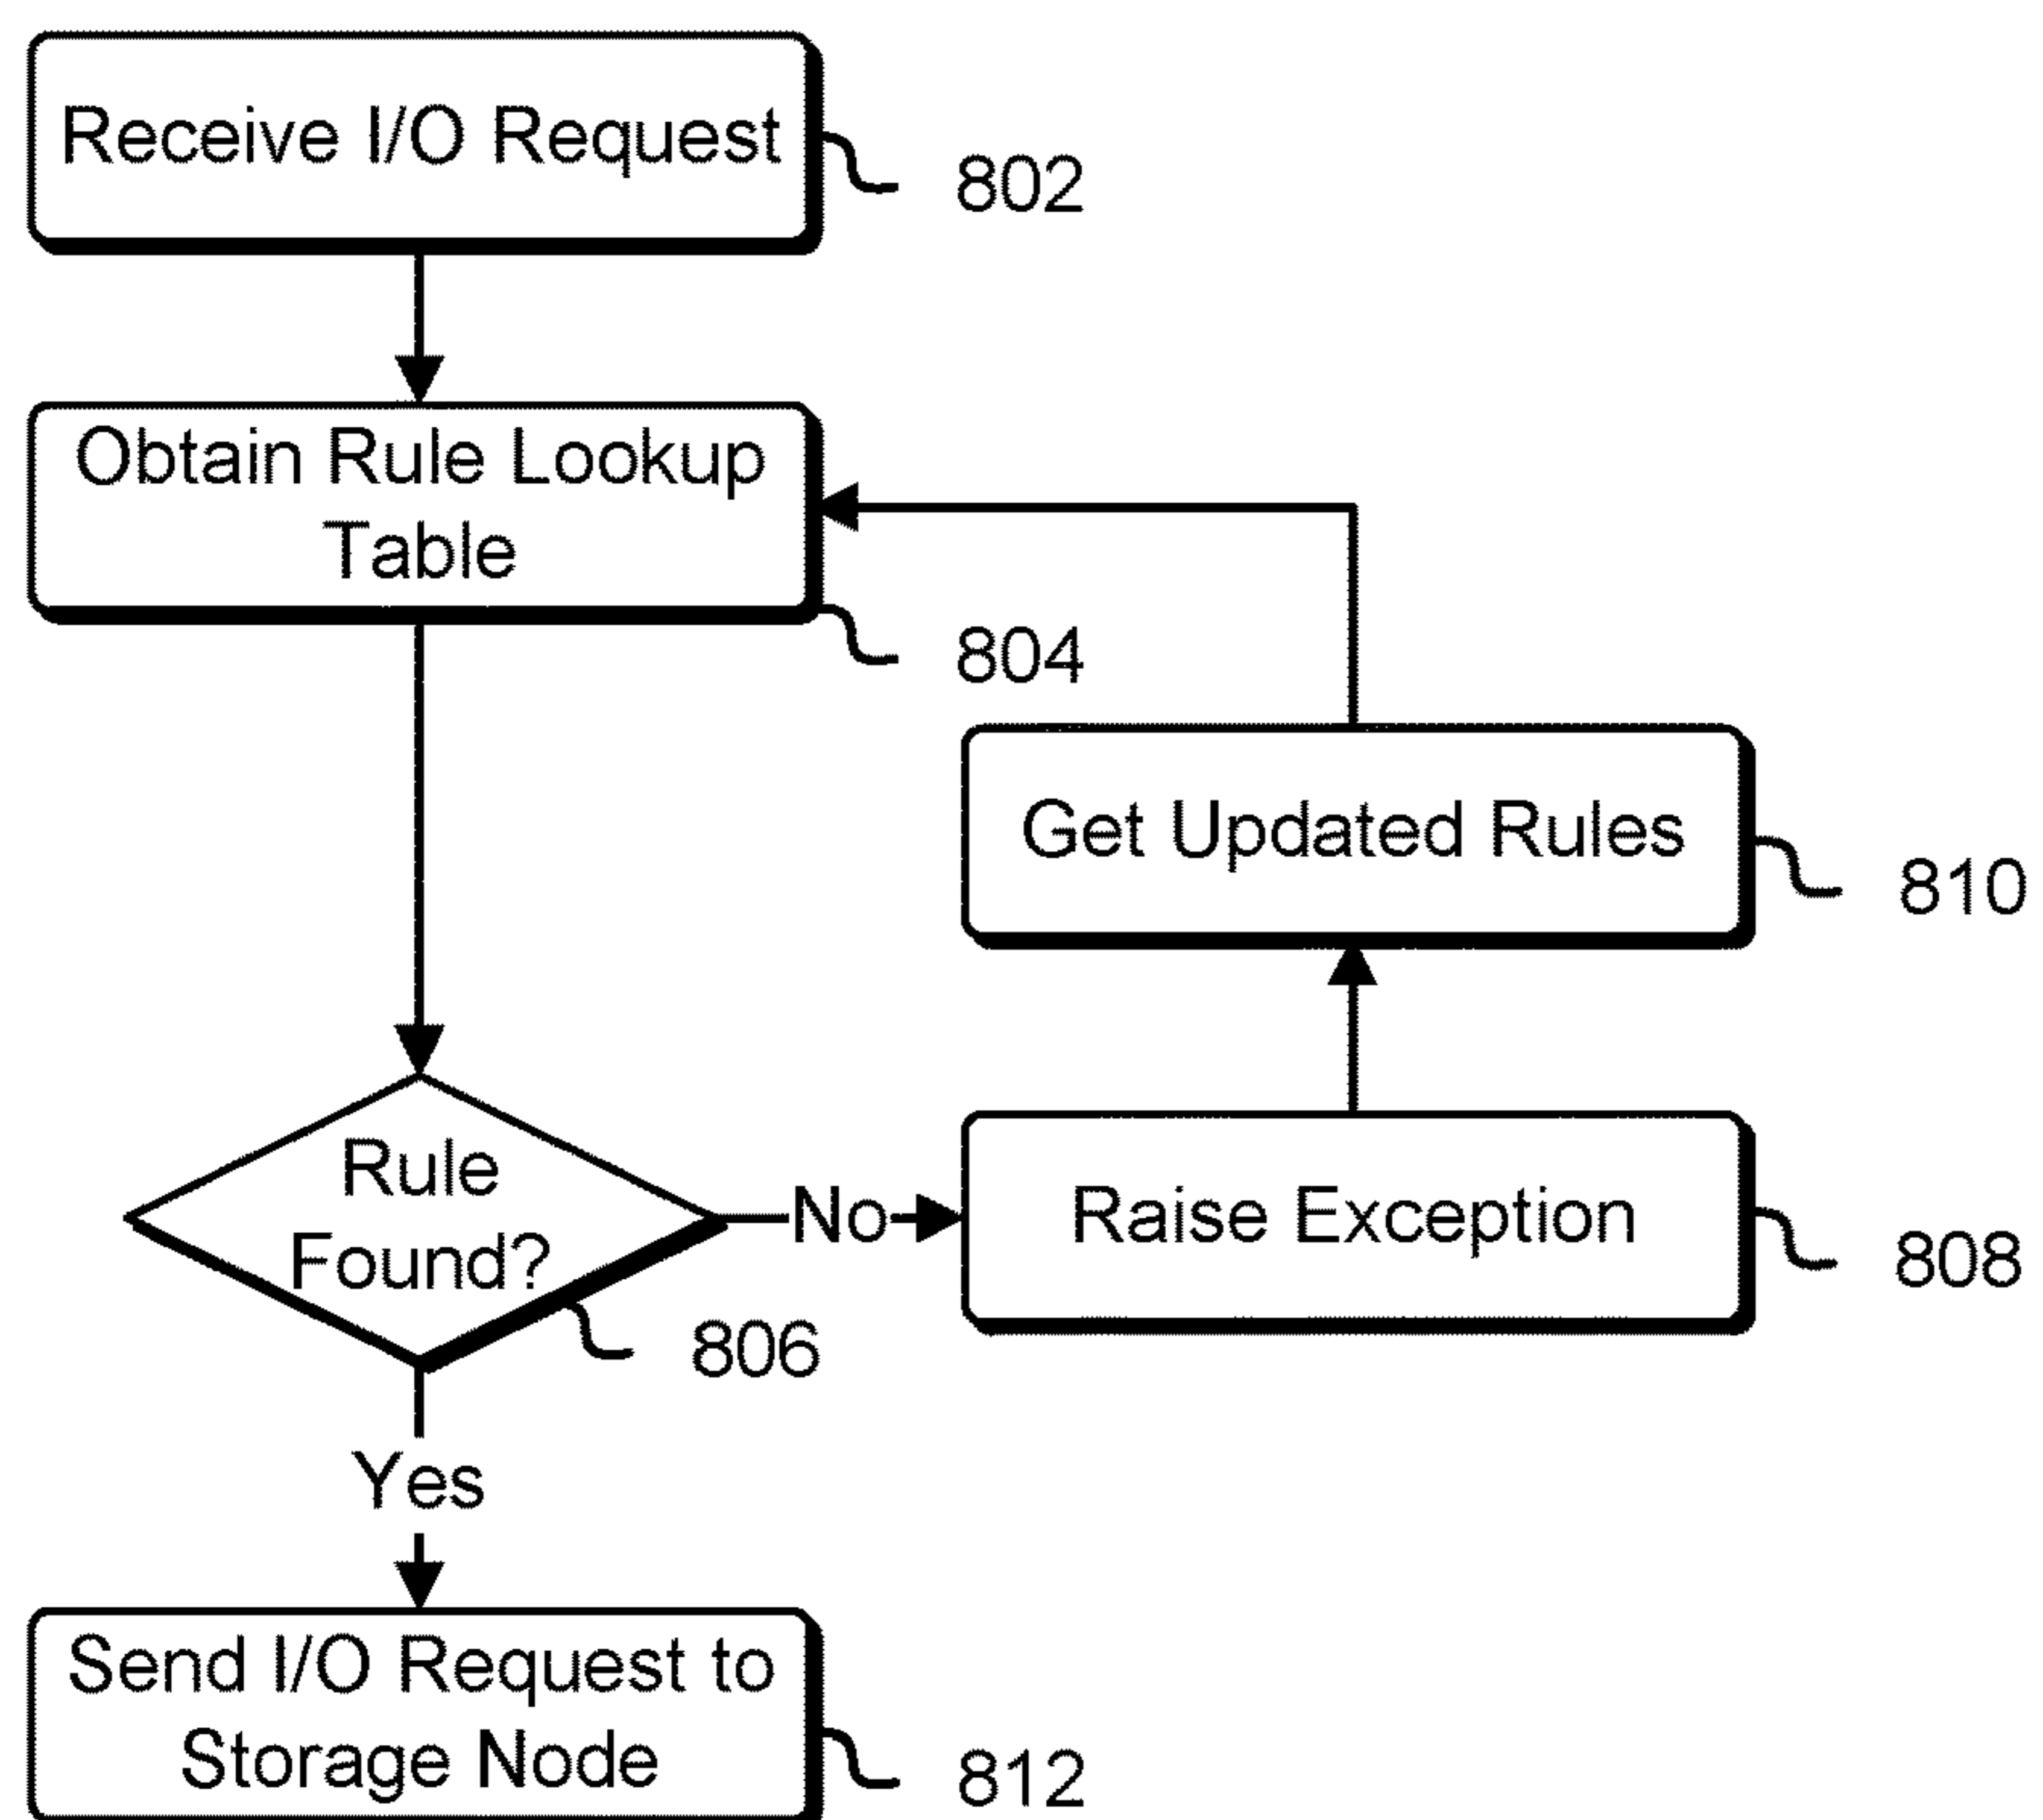 Receive I/O Request
802
Obtain Rule Lookup
Table
804
Get Updated Rules
810
Rule
Found?
806
No
Raise Exception
808
Yes
Send I/O Request to
Storage Node
812